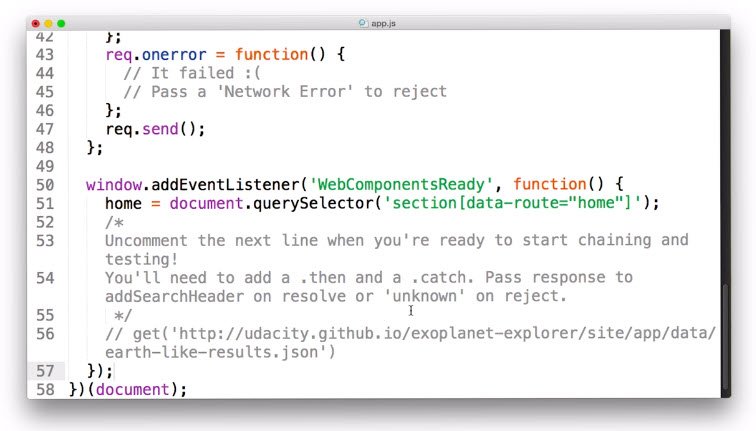 app.js
42 };
43 req.onerror = function() {
44 // It failed :(
45 // Pass a 'Network Error' to reject
46 };
47 req.send();
48 };
49
50 window.addEventListener('WebComponentsReady', function() {
51 home = document.querySelector('section[data-route="home"]');
52 /*
53 Uncomment the next line when you're ready to start chaining and
testing!
54 You'll need to add a .then and a .catch. Pass response to
addSearchHeader on resolve or 'unknown' on reject.
55 */
56 // get('http://udacity.github.io/exoplanet-explorer/site/app/data/
earth-like-results.json')
57 });
58 })(document);